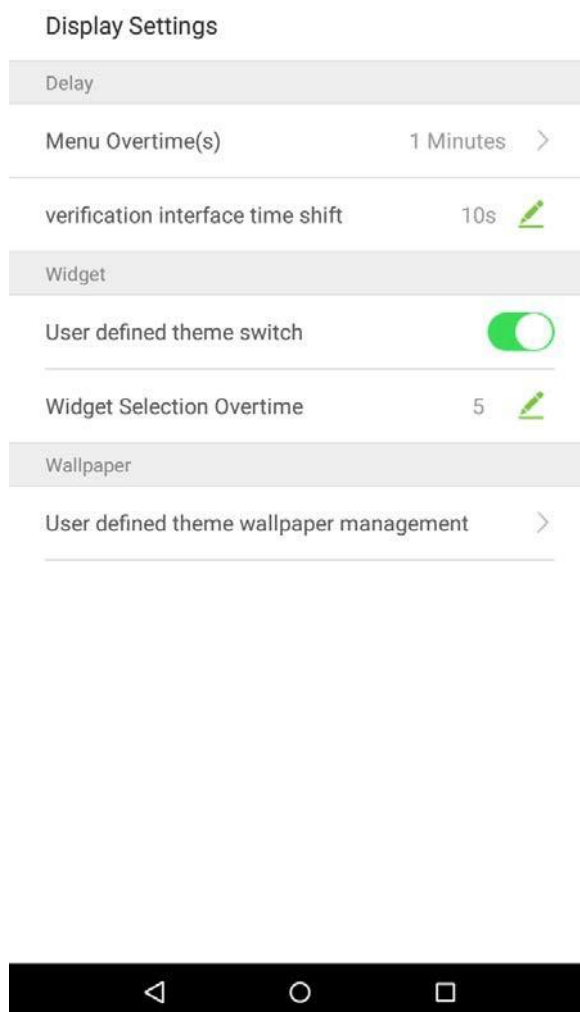 Display Settings
Delay
Menu Overtime(s) 1 Minutes
verification interface time shift 10s
Widget
User defined theme switch
Widget Selection Overtime 5
Wallpaper
User defined theme wallpaper management